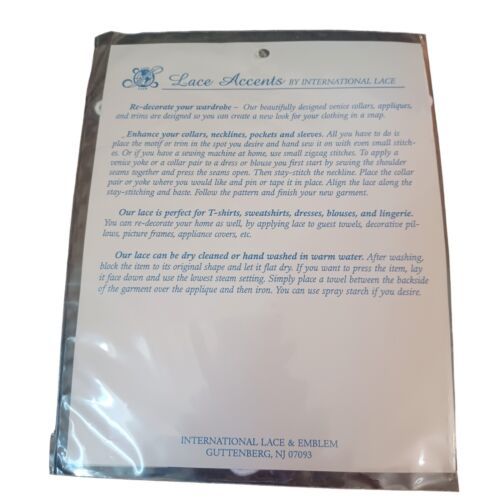 Lace Accents BY INTERNATIONAL LACE
Re-decorate your wardrobe – Our beautifully designed venice collars, appliques,
and trims are designed so you can create a new look for your clothing in a snap.
Enhance your collars, necklines, pockets and sleeves. All you have to do is
place the motif or trim in the spot you desire and hand sew it on with even small stitch-
es. Or if you have a sewing machine at home, use small zigzag stitches. To apply a
venice yoke or a collar pair to a dress or blouse you first start by sewing the shoulder
seams together and press the seams open. Then stay-stitch the neckline. Place the collar
pair or yoke where you would like and pin or tape it in place. Align the lace along the
stay-stitching and baste. Follow the pattern and finish your new garment.
Our lace is perfect for T-shirts, sweatshirts, dresses, blouses, and lingerie.
You can re-decorate your home as well, by applying lace to guest towels, decorative pil-
lows, picture frames, appliance covers, etc.
Our lace can be dry cleaned or hand washed in warm water. After washing,
block the item to its original shape and let it flat dry. If you want to press the item, lay
it face down and use the lowest steam setting. Simply place a towel between the backside
of the garment over the applique and then iron. You can use spray starch if you desire.
INTERNATIONAL LACE & EMBLEM
GUTTENBERG, NJ 07093